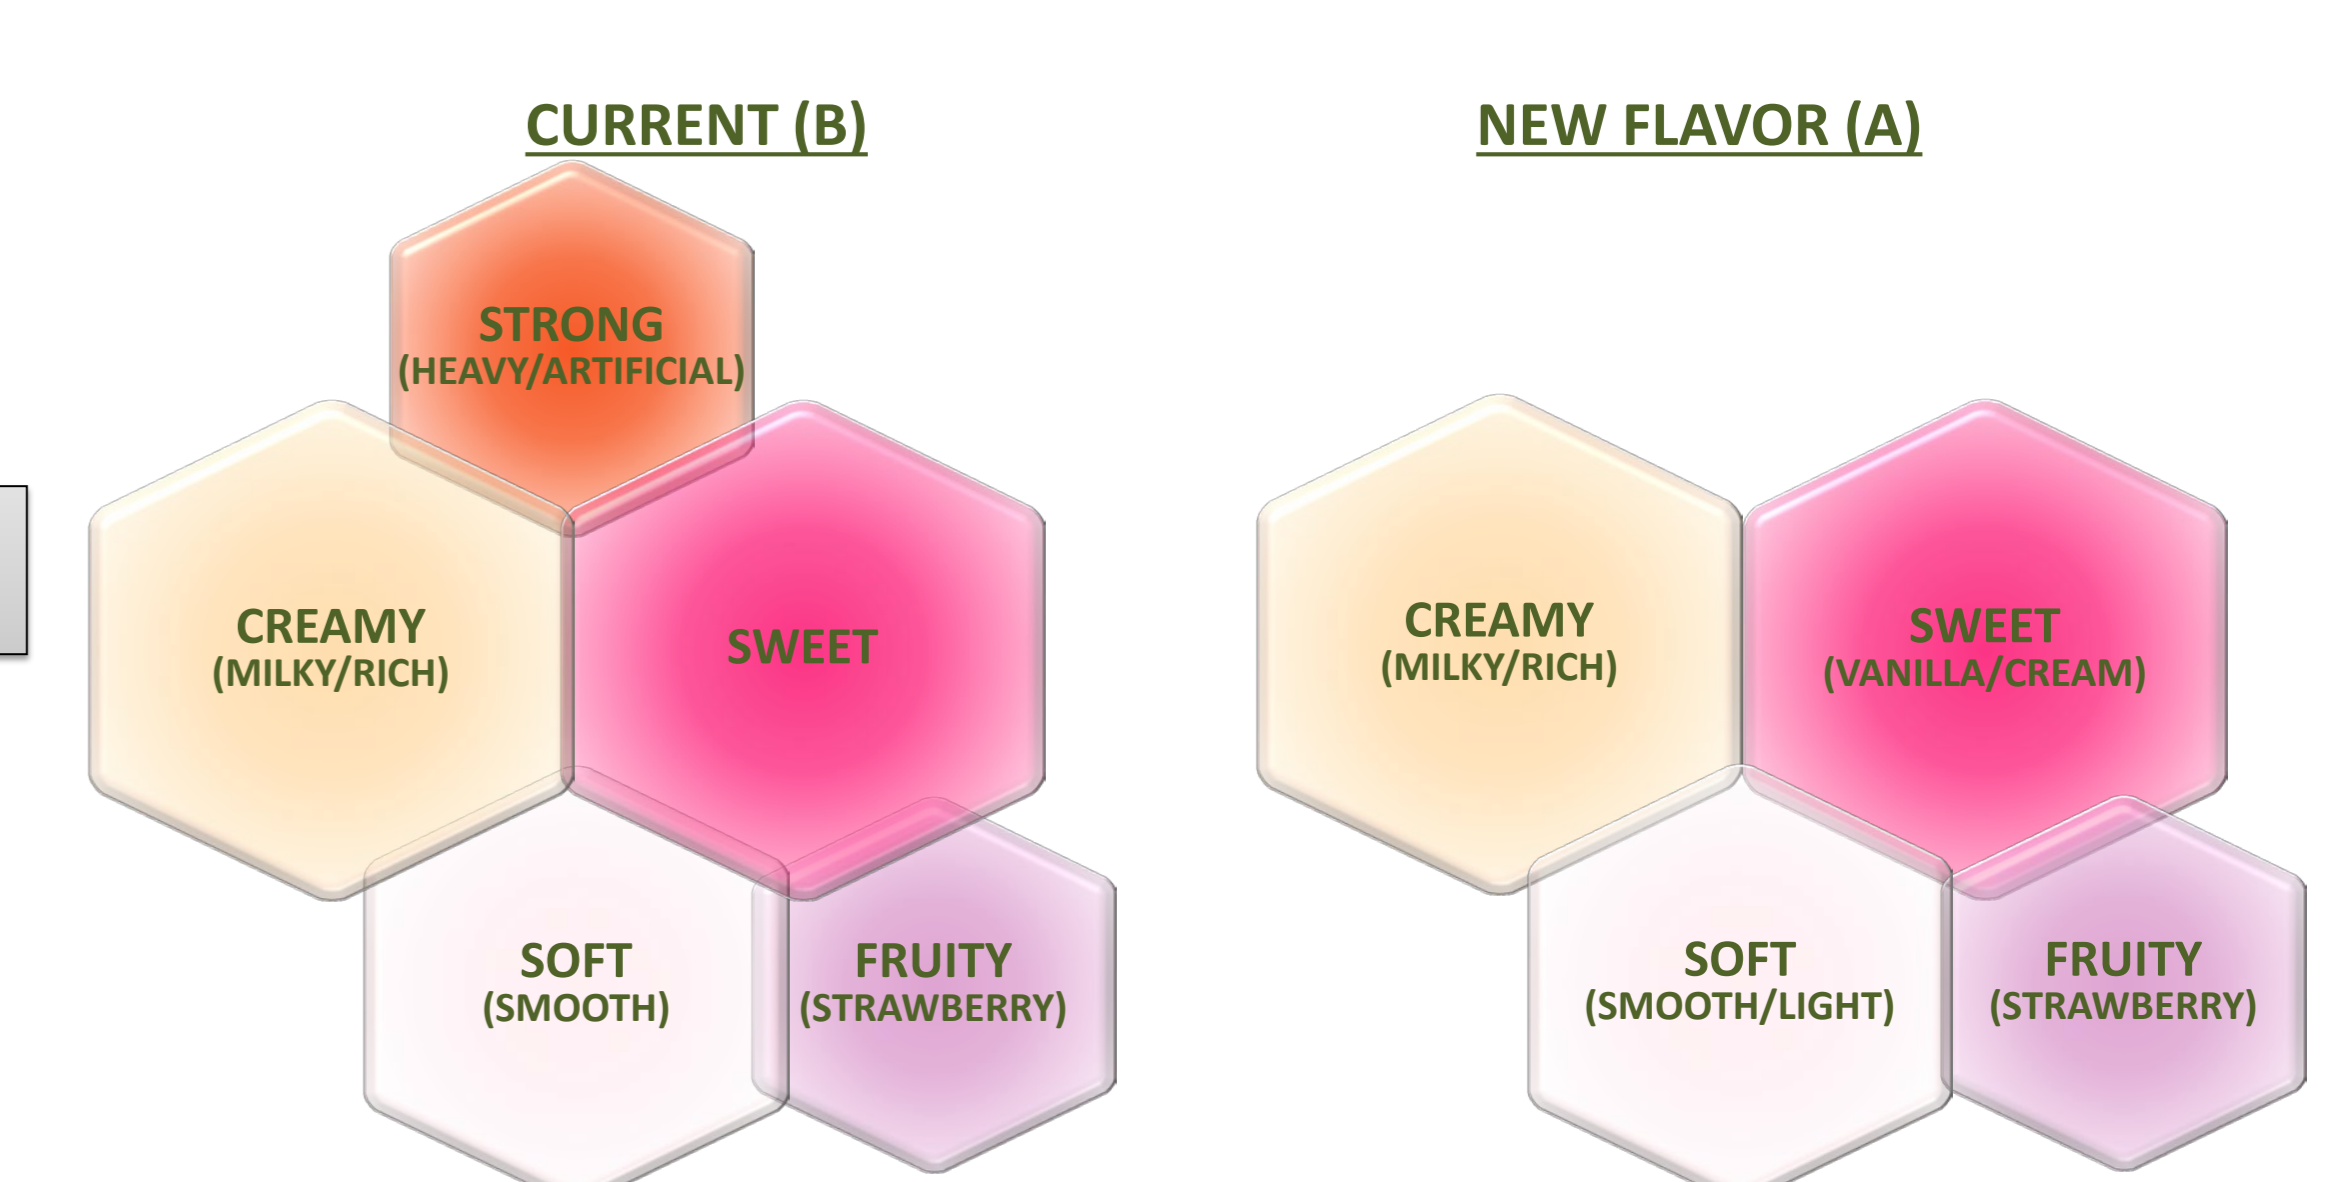 CURRENT (B)
STRONG
(HEAVY/ARTIFICIAL)
CREAMY
(MILKY/RICH)
SWEET
SOFT
(SMOOTH)
FRUITY
(STRAWBERRY)
NEW FLAVOR (A)
CREAMY
(MILKY/RICH)
SWEET
(VANILLA/CREAM)
SOFT
(SMOOTH/LIGHT)
FRUITY
(STRAWBERRY)